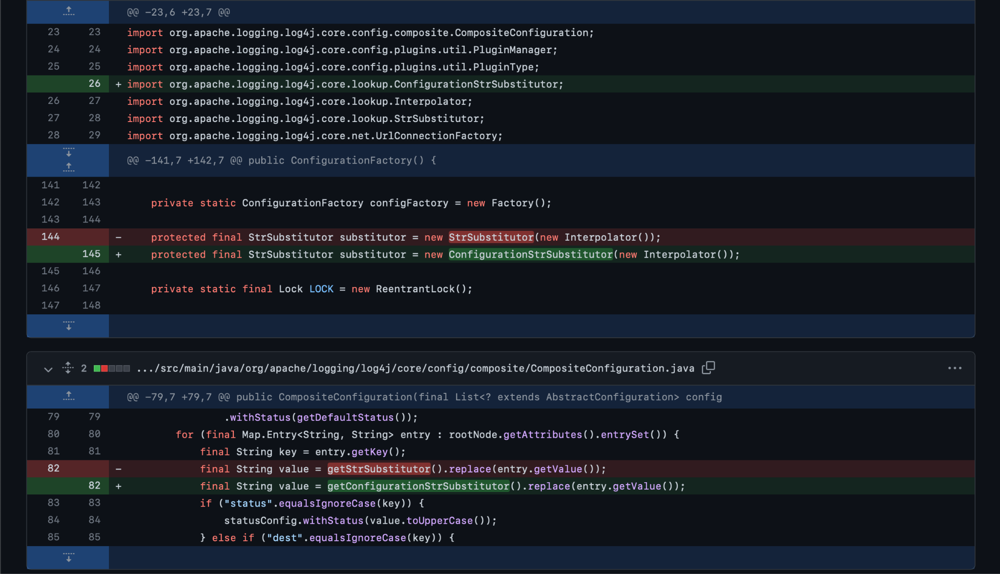 @@ -23,6 +23,7 @@
23 23 import org.apache.logging.log4j.core.config.composite.CompositeConfiguration;
24 24 import org.apache.logging.log4j.core.config.plugins.util.PluginManager;
25 25 import org.apache.logging.log4j.core.config.plugins.util.PluginType;
26 + import org.apache.logging.log4j.core.lookup.ConfigurationStrSubstitutor;
26 27 import org.apache.logging.log4j.core.lookup.Interpolator;
27 28 import org.apache.logging.log4j.core.lookup.StrSubstitutor;
28 29 import org.apache.logging.log4j.core.net.UrlConnectionFactory;
@@ -141,7 +142,7 @@ public ConfigurationFactory() {
141 142
142 143 private static ConfigurationFactory configFactory = new Factory();
143 144
144 - protected final StrSubstitutor substitutor = new StrSubstitutor(new Interpolator());
145 + protected final StrSubstitutor substitutor = new ConfigurationStrSubstitutor(new Interpolator());
145 146
146 147 private static final Lock LOCK = new ReentrantLock();
147 148
2 .../src/main/java/org/apache/logging/log4j/core/config/composite/CompositeConfiguration.java
@@ -79,7 +79,7 @@ public CompositeConfiguration(final List<? extends AbstractConfiguration> config
79 79 .withStatus(getDefaultStatus());
80 80 for (final Map.Entry<String, String> entry : rootNode.getAttributes().entrySet()) {
81 81 final String key = entry.getKey();
82 - final String value = getStrSubstitutor().replace(entry.getValue());
82 + final String value = getConfigurationStrSubstitutor().replace(entry.getValue());
83 83 if ("status".equalsIgnoreCase(key)) {
84 84 statusConfig.withStatus(value.toUpperCase());
85 85 } else if ("dest".equalsIgnoreCase(key)) {